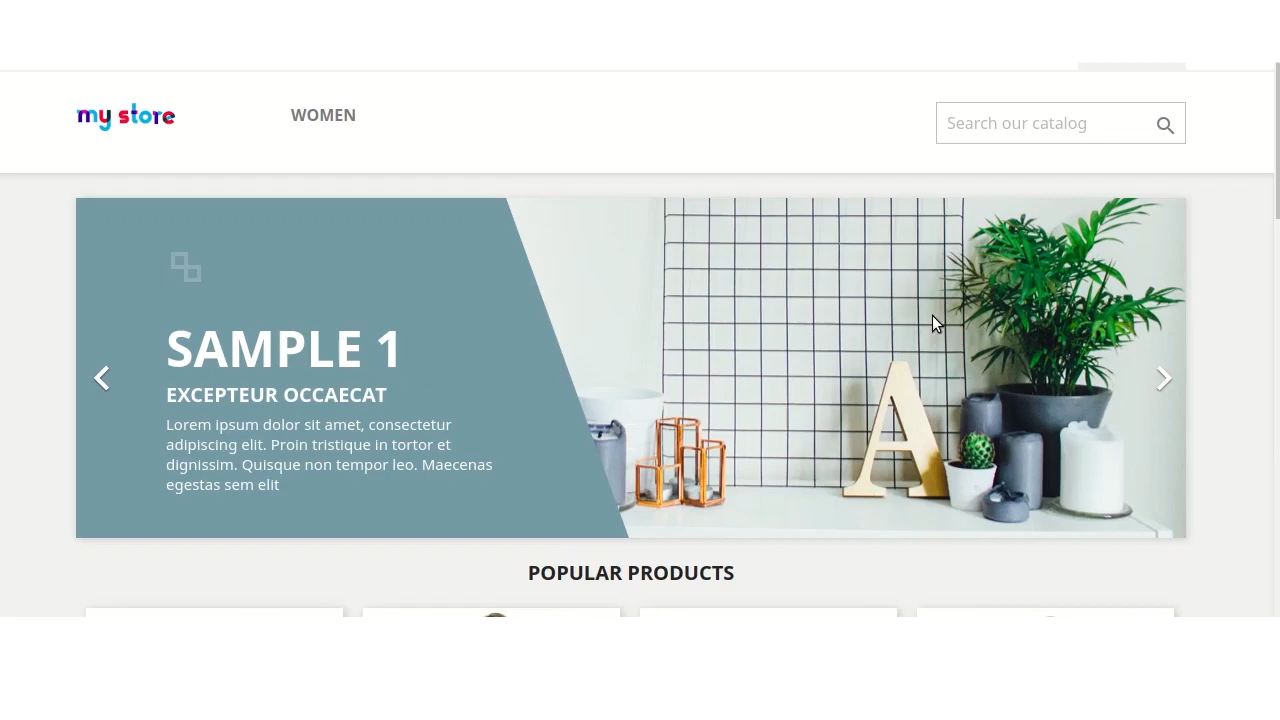 my store
WOMEN
Search our catalog
SAMPLE 1
EXCEPTEUR OCCAECAT
Lorem ipsum dolor sit amet, consectetur
adipiscing elit. Proin tristique in tortor et
dignissim. Quisque non tempor leo. Maecenas
egestas sem elit
A
POPULAR PRODUCTS